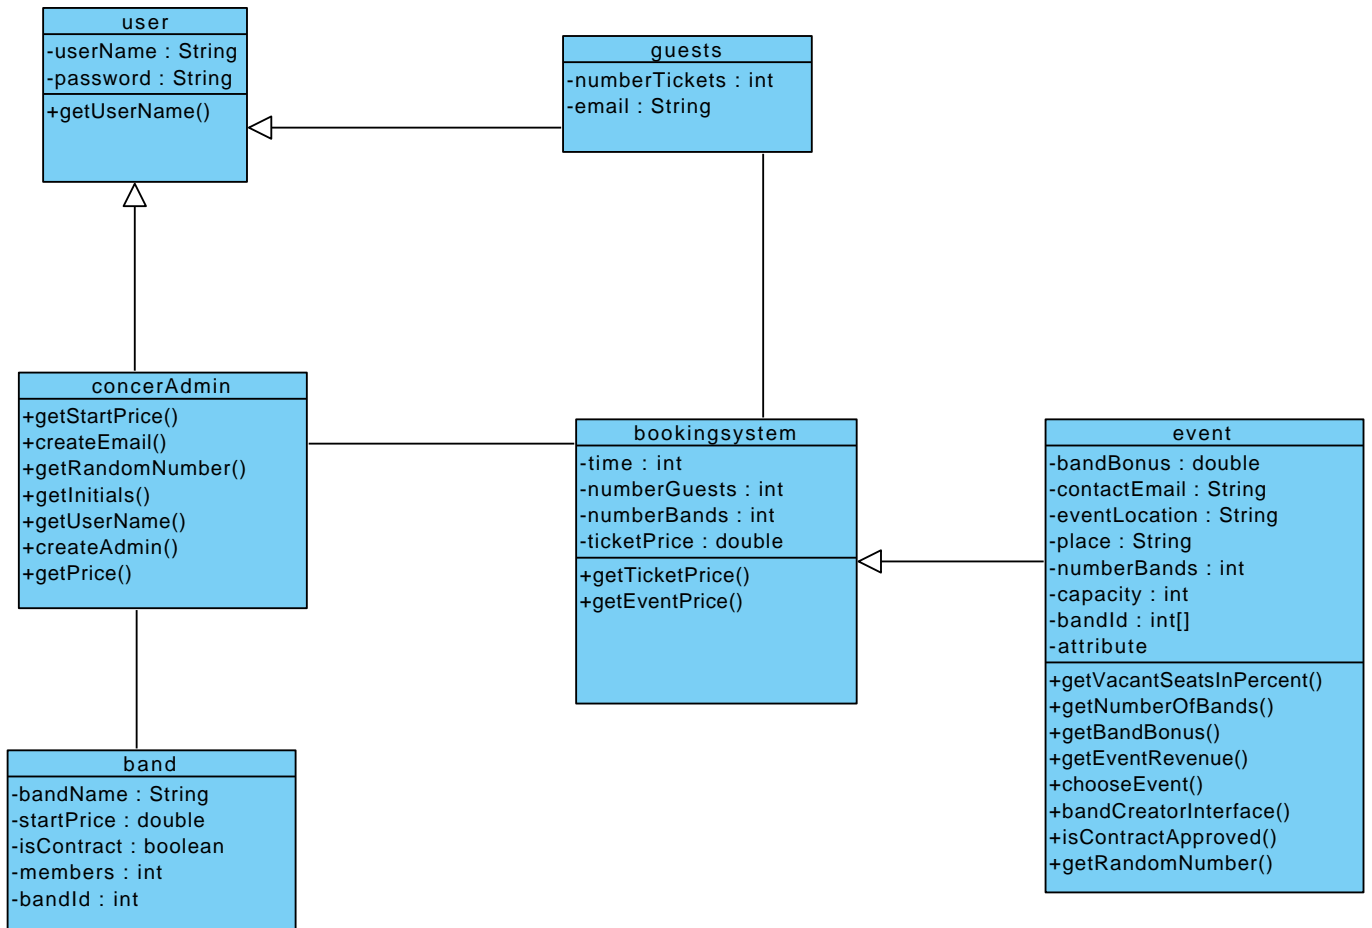 user
-userName : String
-password : String
+getUserName()
guests
-numberTickets : int
-email : String
concerAdmin
+getStartPrice()
+createEmail()
+getRandomNumber()
+getInitials()
+getUserName()
+createAdmin()
+getPrice()
bookingsystem
-time : int
-numberGuests : int
-numberBands : int
-ticketPrice : double
+getTicketPrice()
+getEventPrice()
event
-bandBonus : double
-contactEmail : String
-eventLocation : String
-place : String
-numberBands : int
-capacity : int
-bandId : int[]
-attribute
+getVacantSeatsInPercent()
+getNumberOfBands()
+getBandBonus()
+getEventRevenue()
+chooseEvent()
+bandCreatorInterface()
+isContractApproved()
+getRandomNumber()
band
-bandName : String
-startPrice : double
-isContract : boolean
-members : int
-bandId : int